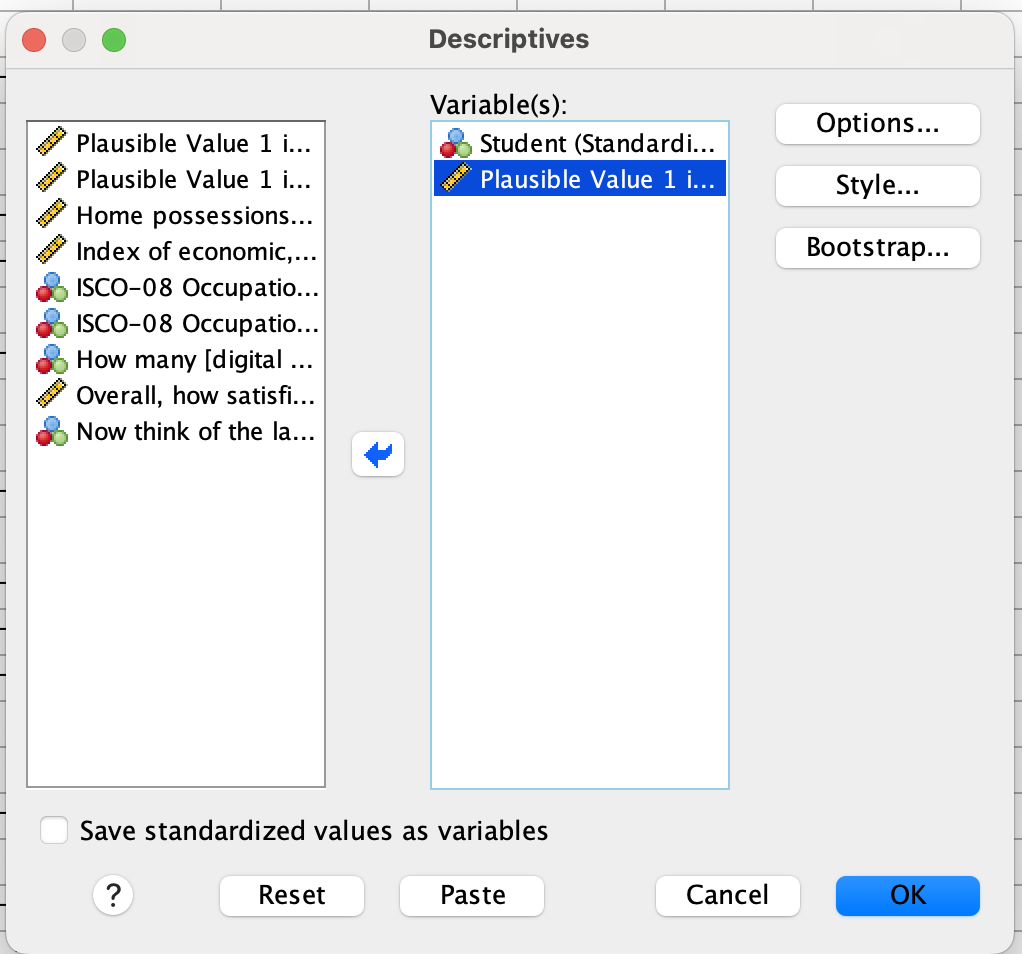 Descriptives
Variable(s):
Plausible Value 1 i...
Plausible Value 1 i...
Home possessions...
Index of economic,...
ISCO-08 Occupatio...
ISCO-08 Occupatio...
How many [digital ...
Overall, how satisfi...
Now think of the la...
Student (Standardi...
Plausible Value 1 i...
Options...
Style...
Bootstrap...
Save standardized values as variables
? Reset Paste Cancel OK